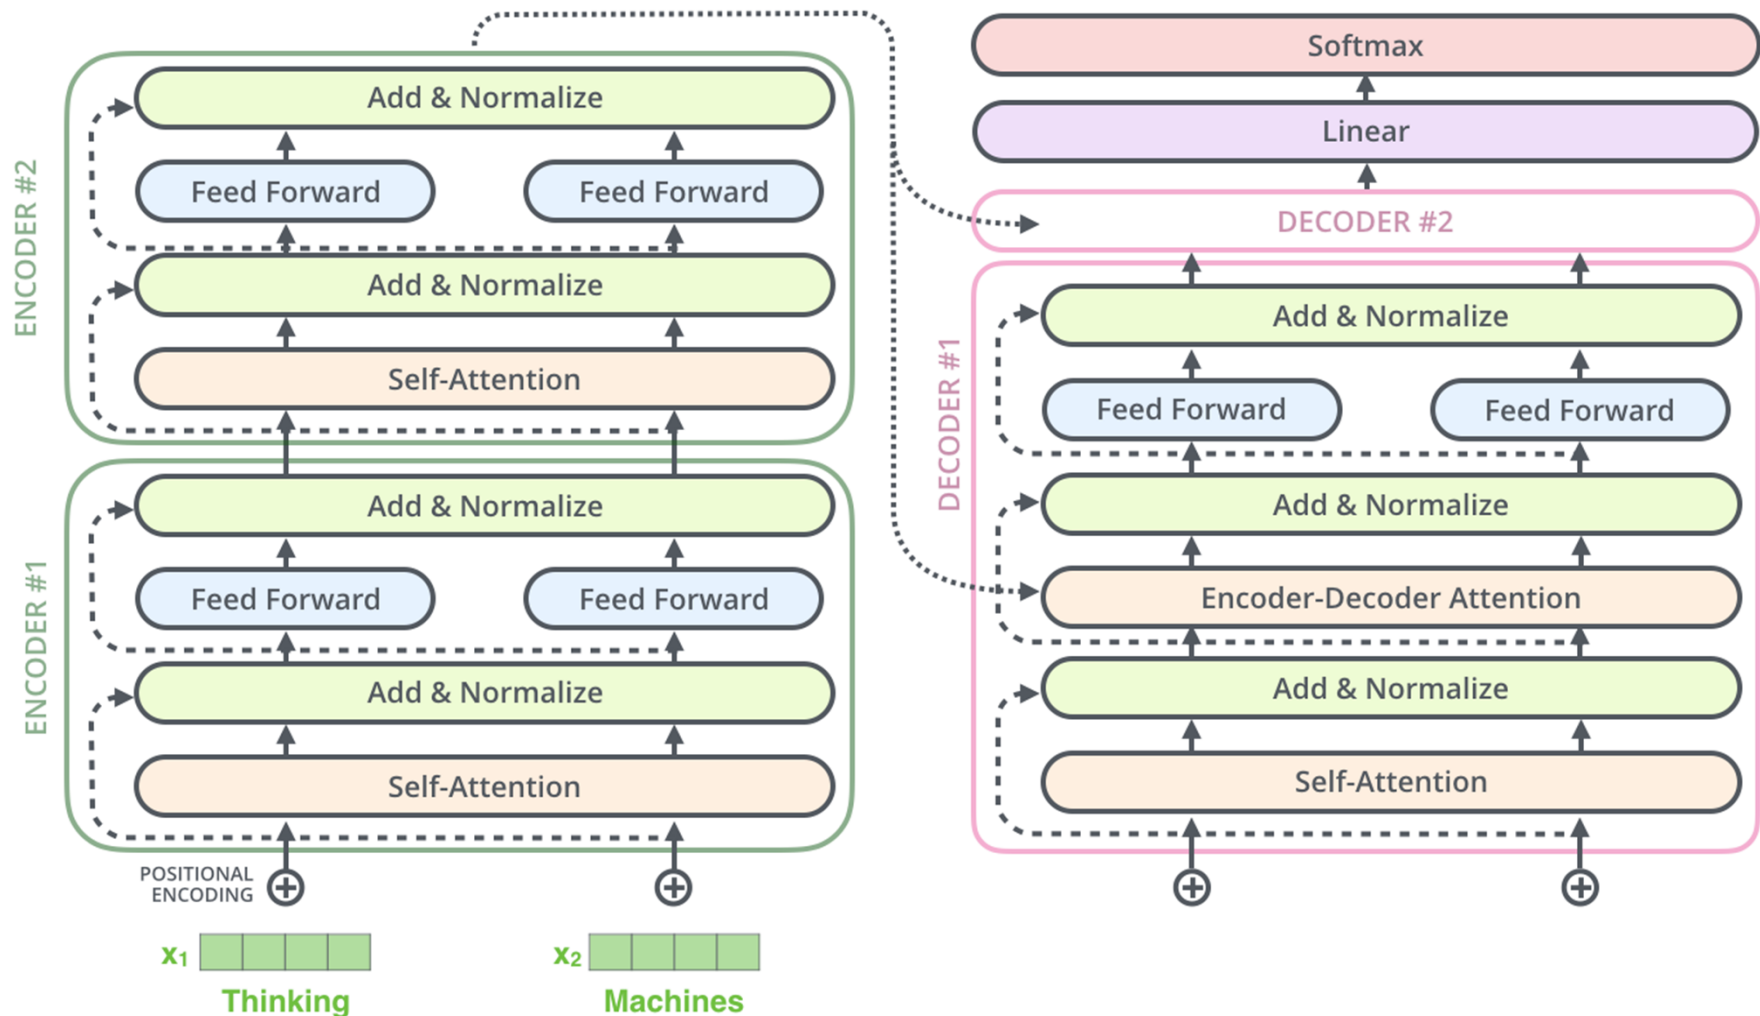 ENCODER #2
Add & Normalize
Feed Forward
Feed Forward
Add & Normalize
Self-Attention
ENCODER #1
Add & Normalize
Feed Forward
Feed Forward
Add & Normalize
Self-Attention
POSITIONAL
ENCODING
x₁
x₂
Thinking
Machines
Softmax
Linear
DECODER #2
DECODER #1
Add & Normalize
Feed Forward
Feed Forward
Add & Normalize
Encoder-Decoder Attention
Add & Normalize
Self-Attention